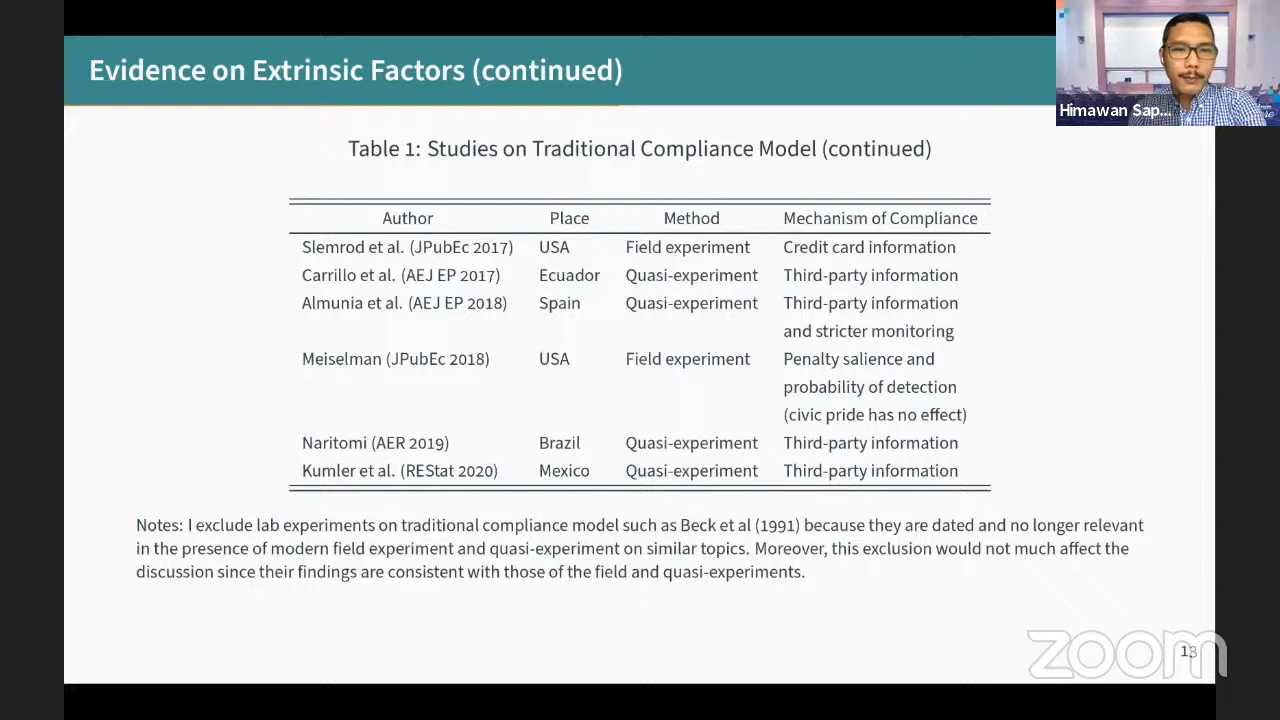 Evidence on Extrinsic Factors (continued)
Himawan Sap...
Table 1: Studies on Traditional Compliance Model (continued)
Author Place Method Mechanism of Compliance
Slemrod et al. (JPubEc 2017) USA Field experiment Credit card information
Carrillo et al. (AEJ EP 2017) Ecuador Quasi-experiment Third-party information
Almunia et al. (AEJ EP 2018) Spain Quasi-experiment Third-party information
and stricter monitoring
Meiselman (JPubEc 2018) USA Field experiment Penalty salience and
probability of detection
(civic pride has no effect)
Naritomi (AER 2019) Brazil Quasi-experiment Third-party information
Kumler et al. (REStat 2020) Mexico Quasi-experiment Third-party information
Notes: I exclude lab experiments on traditional compliance model such as Beck et al (1991) because they are dated and no longer relevant
in the presence of modern field experiment and quasi-experiment on similar topics. Moreover, this exclusion would not much affect the
discussion since their findings are consistent with those of the field and quasi-experiments.
zoom
13